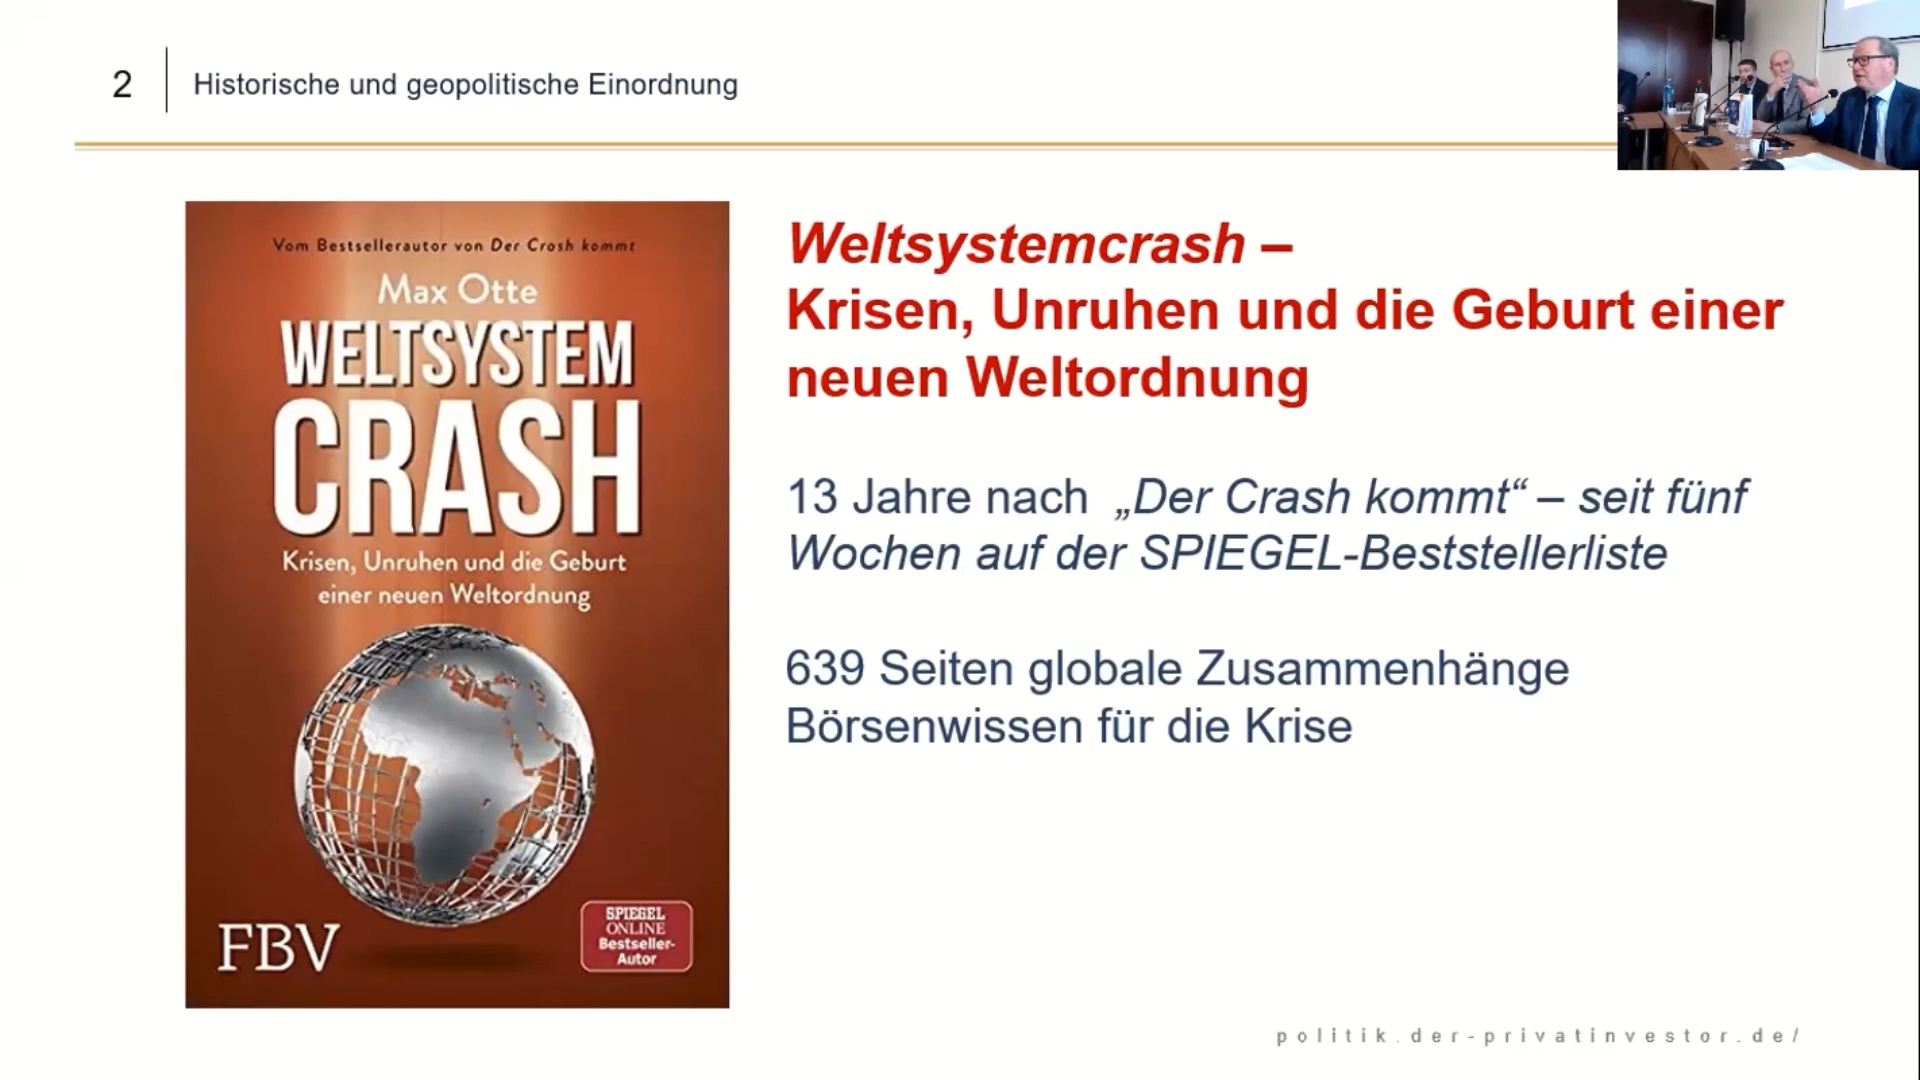 2
Historische und geopolitische Einordnung
Vom Bestsellerautor von Der Crash kommt
Max Otte
WELTSYSTEM
CRASH
Krisen, Unruhen und die Geburt
einer neuen Weltordnung
FBV
SPIEGEL
ONLINE
Bestseller-
Autor
Weltsystemcrash –
Krisen, Unruhen und die Geburt einer
neuen Weltordnung
13 Jahre nach „Der Crash kommt“ – seit fünf
Wochen auf der SPIEGEL-Beststellerliste
639 Seiten globale Zusammenhänge
Börsenwissen für die Krise
politik.der-privatinvestor.de/